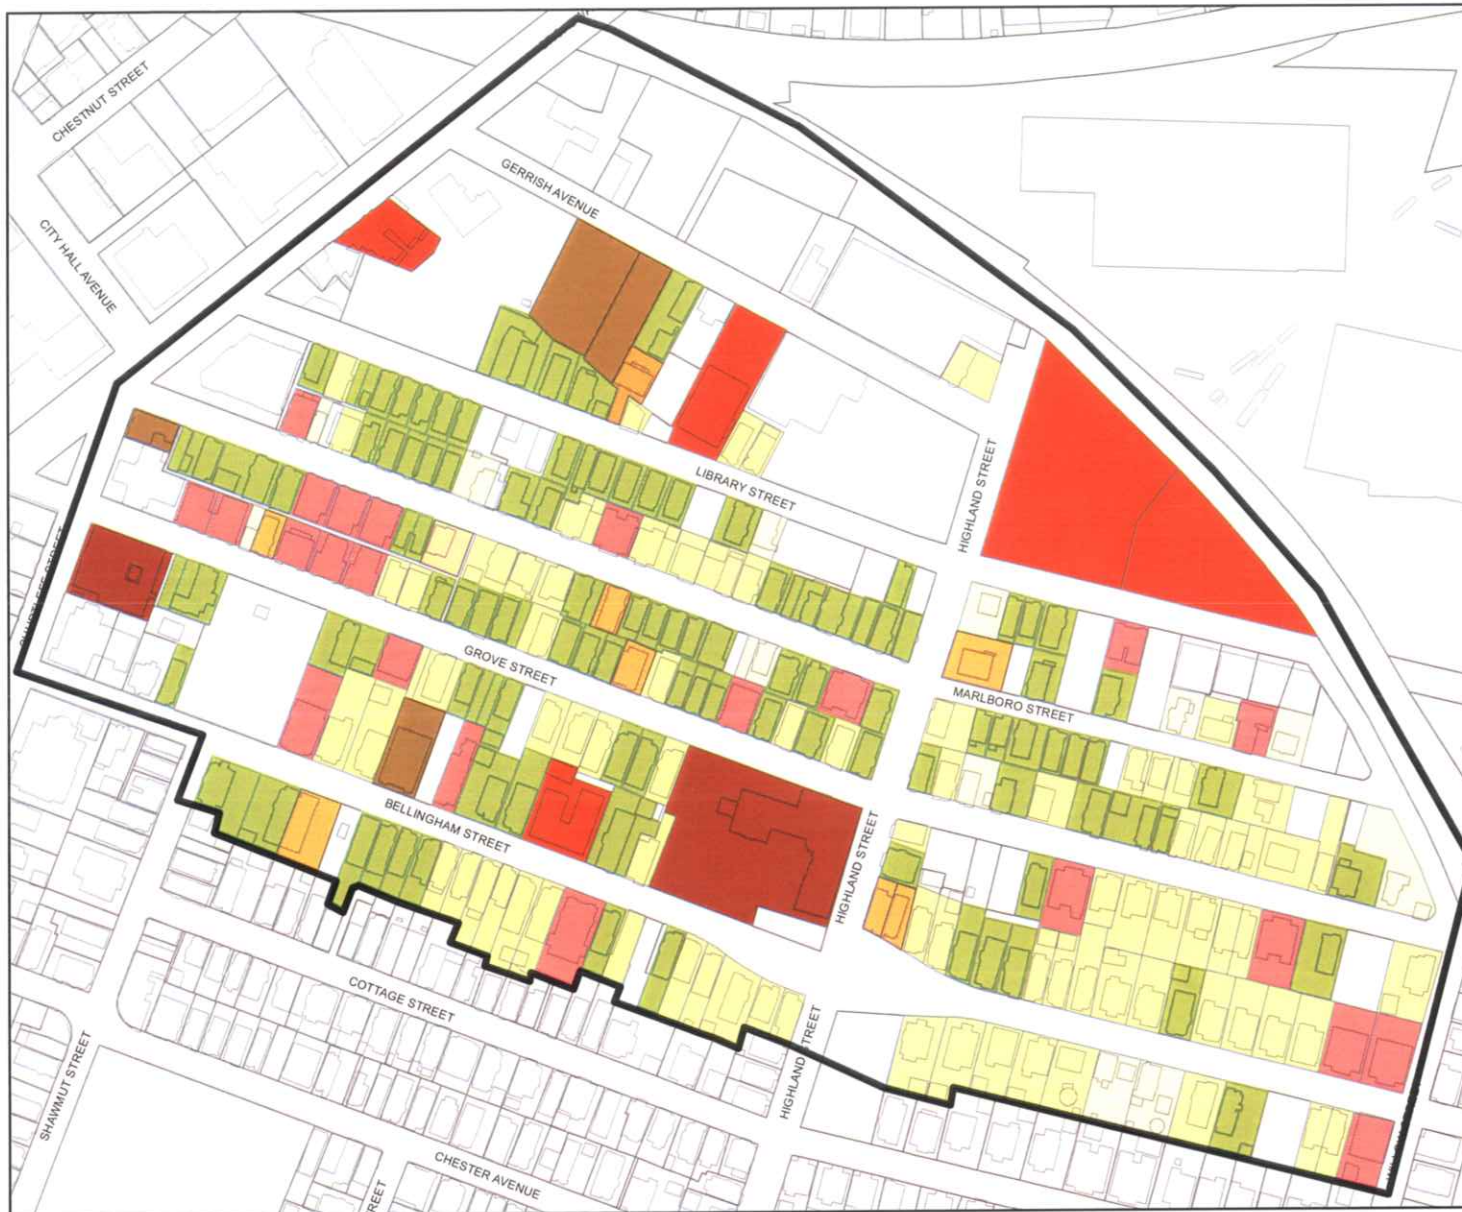 CHESTNUT STREET
GERRISH AVENUE
CITY HALL AVENUE
LIBRARY STREET
HIGHLAND STREET
MARLBORO STREET
GROVE STREET
BELLINGHAM STREET
HIGHLAND STREET
COTTAGE STREET
HIGHLAND STREET
SHAWMUT STREET
CHESTER AVENUE
REET